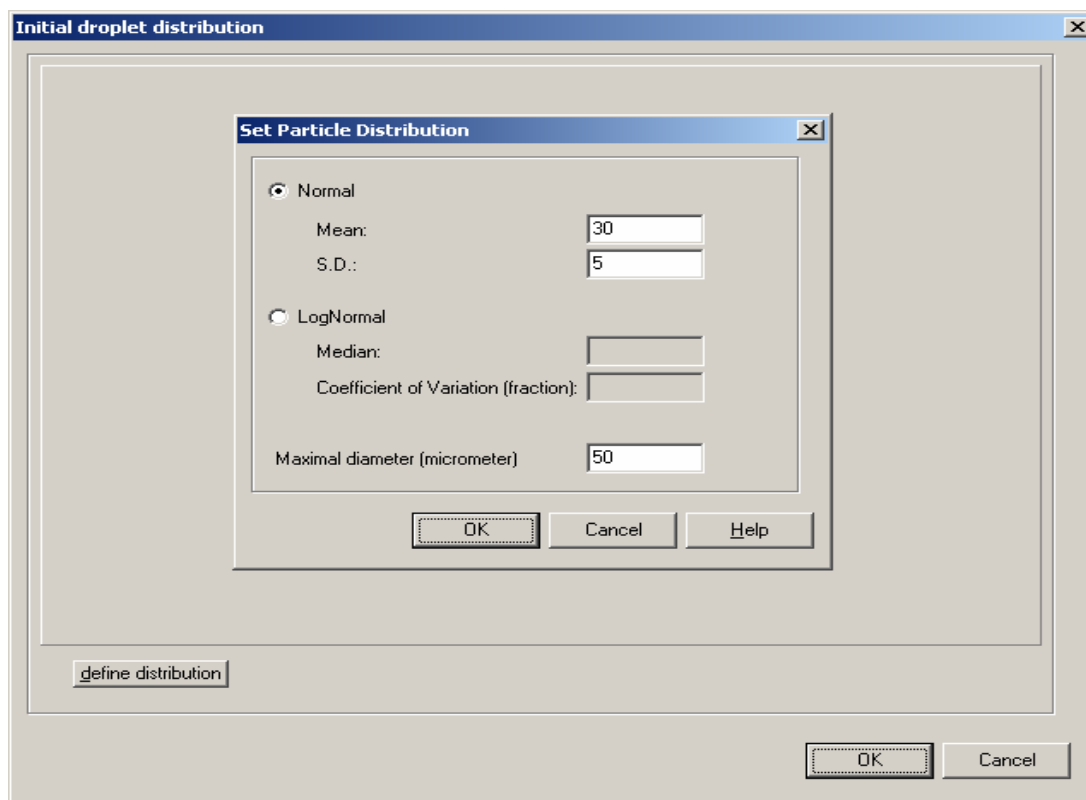 Initial droplet distribution
Set Particle Distribution
Normal
Mean: 30
S.D.: 5
LogNormal
Median:
Coefficient of Variation (fraction):
Maximal diameter (micrometer) 50
OK Cancel Help
define distribution
OK Cancel